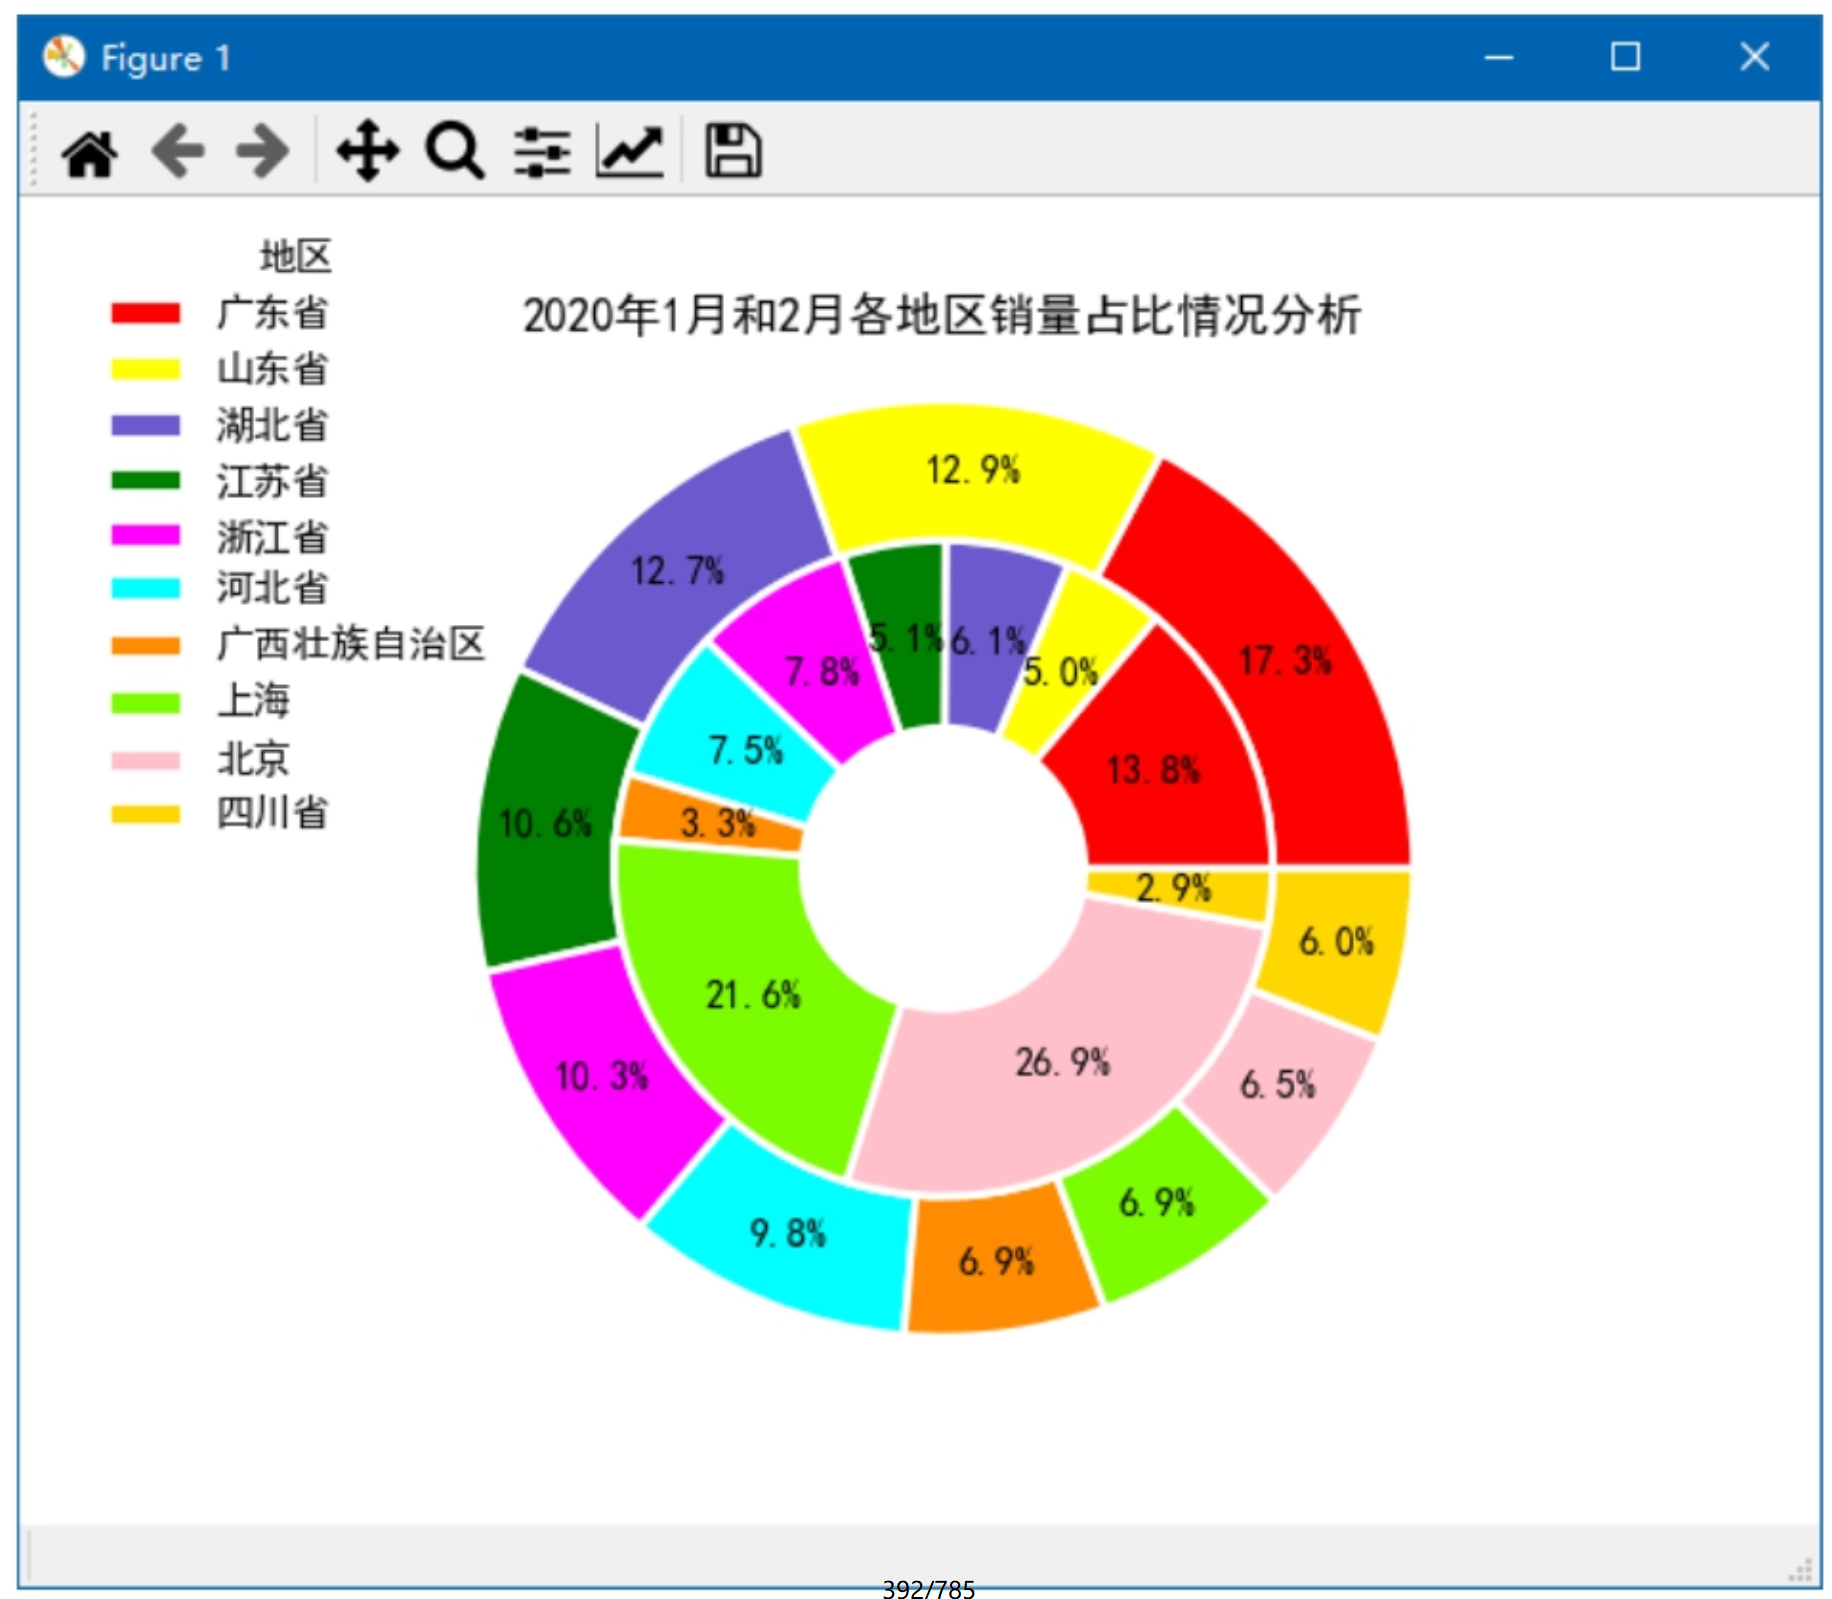 Figure 1
地区
广东省
山东省
湖北省
江苏省
浙江省
河北省
广西壮族自治区
上海
北京
四川省
2020年1月和2月各地区销量占比情况分析
12.9%
12.7%
17.3%
5.1%
6.1%
5.0%
7.8%
13.8%
7.5%
3.3%
10.6%
2.9%
6.0%
21.6%
26.9%
10.3%
6.5%
6.9%
9.8%
6.9%
392/785